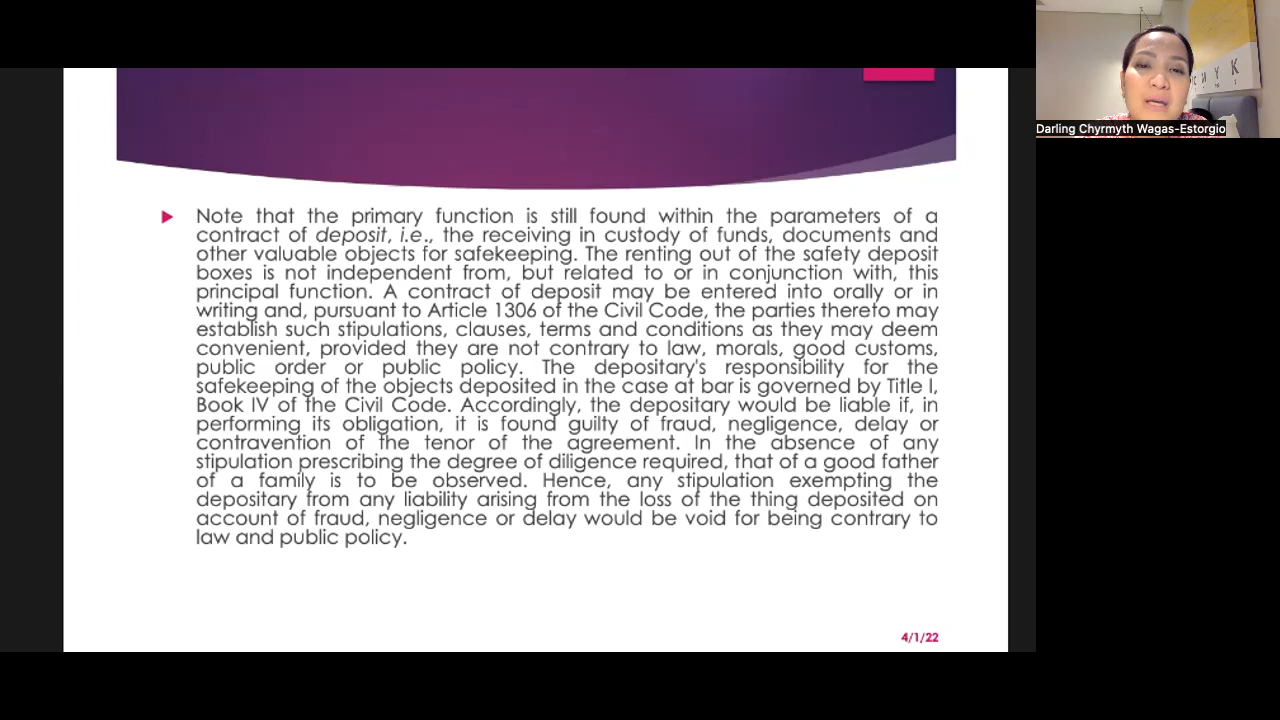 Note that the primary function is still found within the parameters of a
contract of deposit, i.e., the receiving in custody of funds, documents and
other valuable objects for safekeeping. The renting out of the safety deposit
boxes is not independent from, but related to or in conjunction with, this
principal function. A contract of deposit may be entered into orally or in
writing and, pursuant to Article 1306 of the Civil Code, the parties thereto may
establish such stipulations, clauses, terms and conditions as they may deem
convenient, provided they are not contrary to law, morals, good customs,
public order or public policy. The depositary's responsibility for the
safekeeping of the objects deposited in the case at bar is governed by Title I,
Book IV of the Civil Code. Accordingly, the depositary would be liable if, in
performing its obligation, it is found guilty of fraud, negligence, delay or
contravention of the tenor of the agreement. In the absence of any
stipulation prescribing the degree of diligence required, that of a good father
of a family is to be observed. Hence, any stipulation exempting the
depositary from any liability arising from the loss of the thing deposited on
account of fraud, negligence or delay would be void for being contrary to
law and public policy.
4/1/22
C M Y K
Darling Chyrmyth Wagas-Estorgio